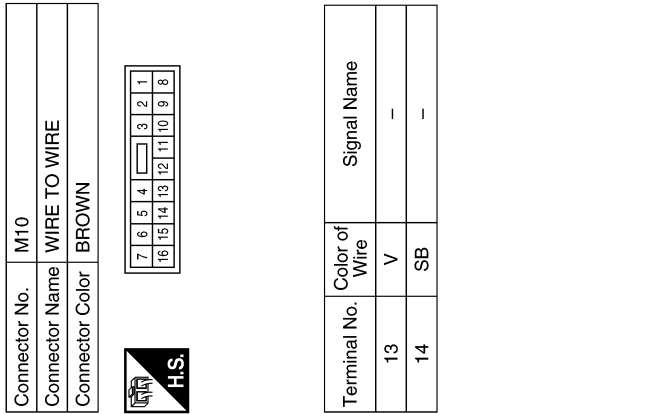 Connector No. M10
Connector Name WIRE TO WIRE
Connector Color BROWN
H.S.
7 6 5 4 3 2 1
16 15 14 13 12 11 10 9 8
Terminal No. Color of Wire Signal Name
13 V –
14 SB –